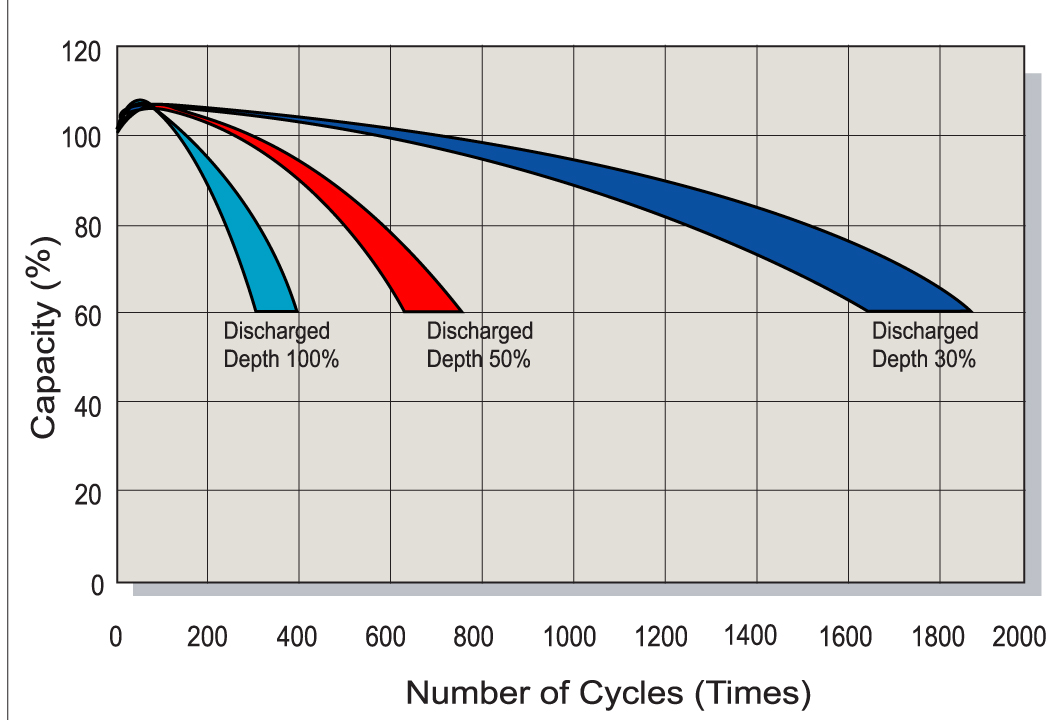 120
100
80
60
40
20
0
Capacity (%)
Discharged
Depth 100%
Discharged
Depth 50%
Discharged
Depth 30%
0 200 400 600 800 1000 1200 1400 1600 1800 2000
Number of Cycles (Times)